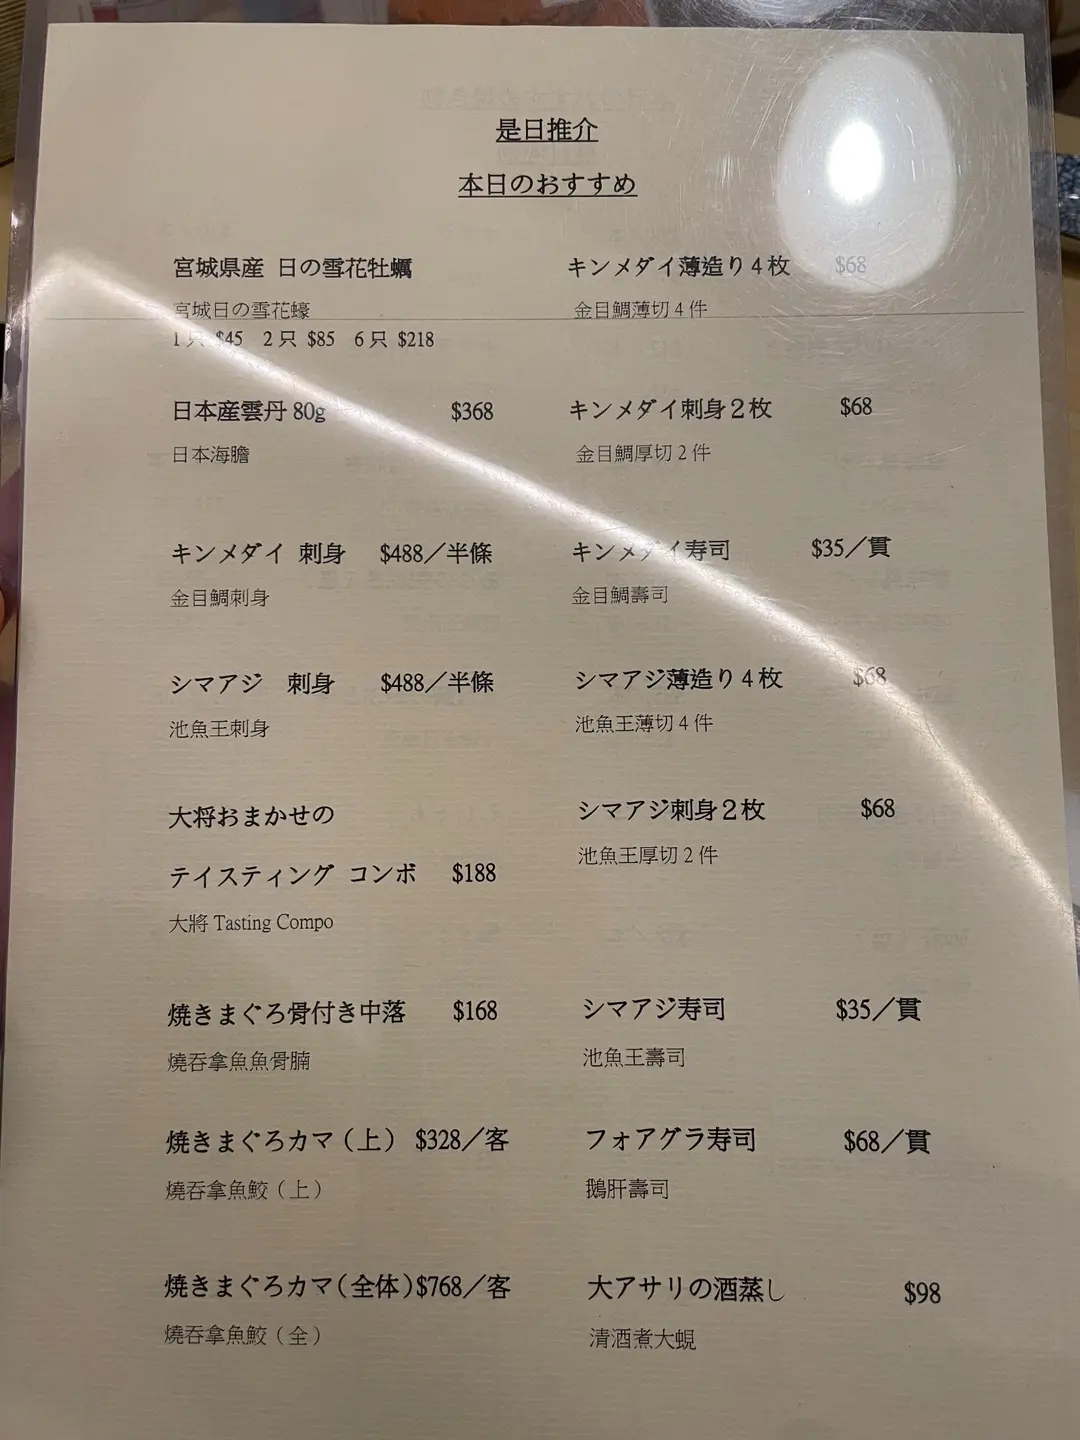 是日推介
本日のおすすめ
宮城県産 日の雪花牡蠣
宮城日の雪花蠔
1只 $45 2只 $85 6只 $218
日本産雲丹 80g $368
日本海膽
キンメダイ 刺身 $488／半條
金目鯛刺身
シマアジ 刺身 $488／半條
池魚王刺身
大将おまかせの
テイスティング コンボ $188
大將 Tasting Compo
焼きまぐろ骨付き中落 $168
燒吞拿魚魚骨腩
焼きまぐろカマ（上） $328／客
燒吞拿魚鮫（上）
焼きまぐろカマ（全体）$768／客
燒吞拿魚鮫（全）
キンメダイ薄造り４枚 $68
金目鯛薄切 4 件
キンメダイ刺身２枚 $68
金目鯛厚切 2 件
キンメダイ寿司 $35／貫
金目鯛壽司
シマアジ薄造り４枚 $68
池魚王薄切 4 件
シマアジ刺身２枚 $68
池魚王厚切 2 件
シマアジ寿司 $35／貫
池魚王壽司
フォアグラ寿司 $68／貫
鵝肝壽司
大アサリの酒蒸し $98
清酒煮大蜆